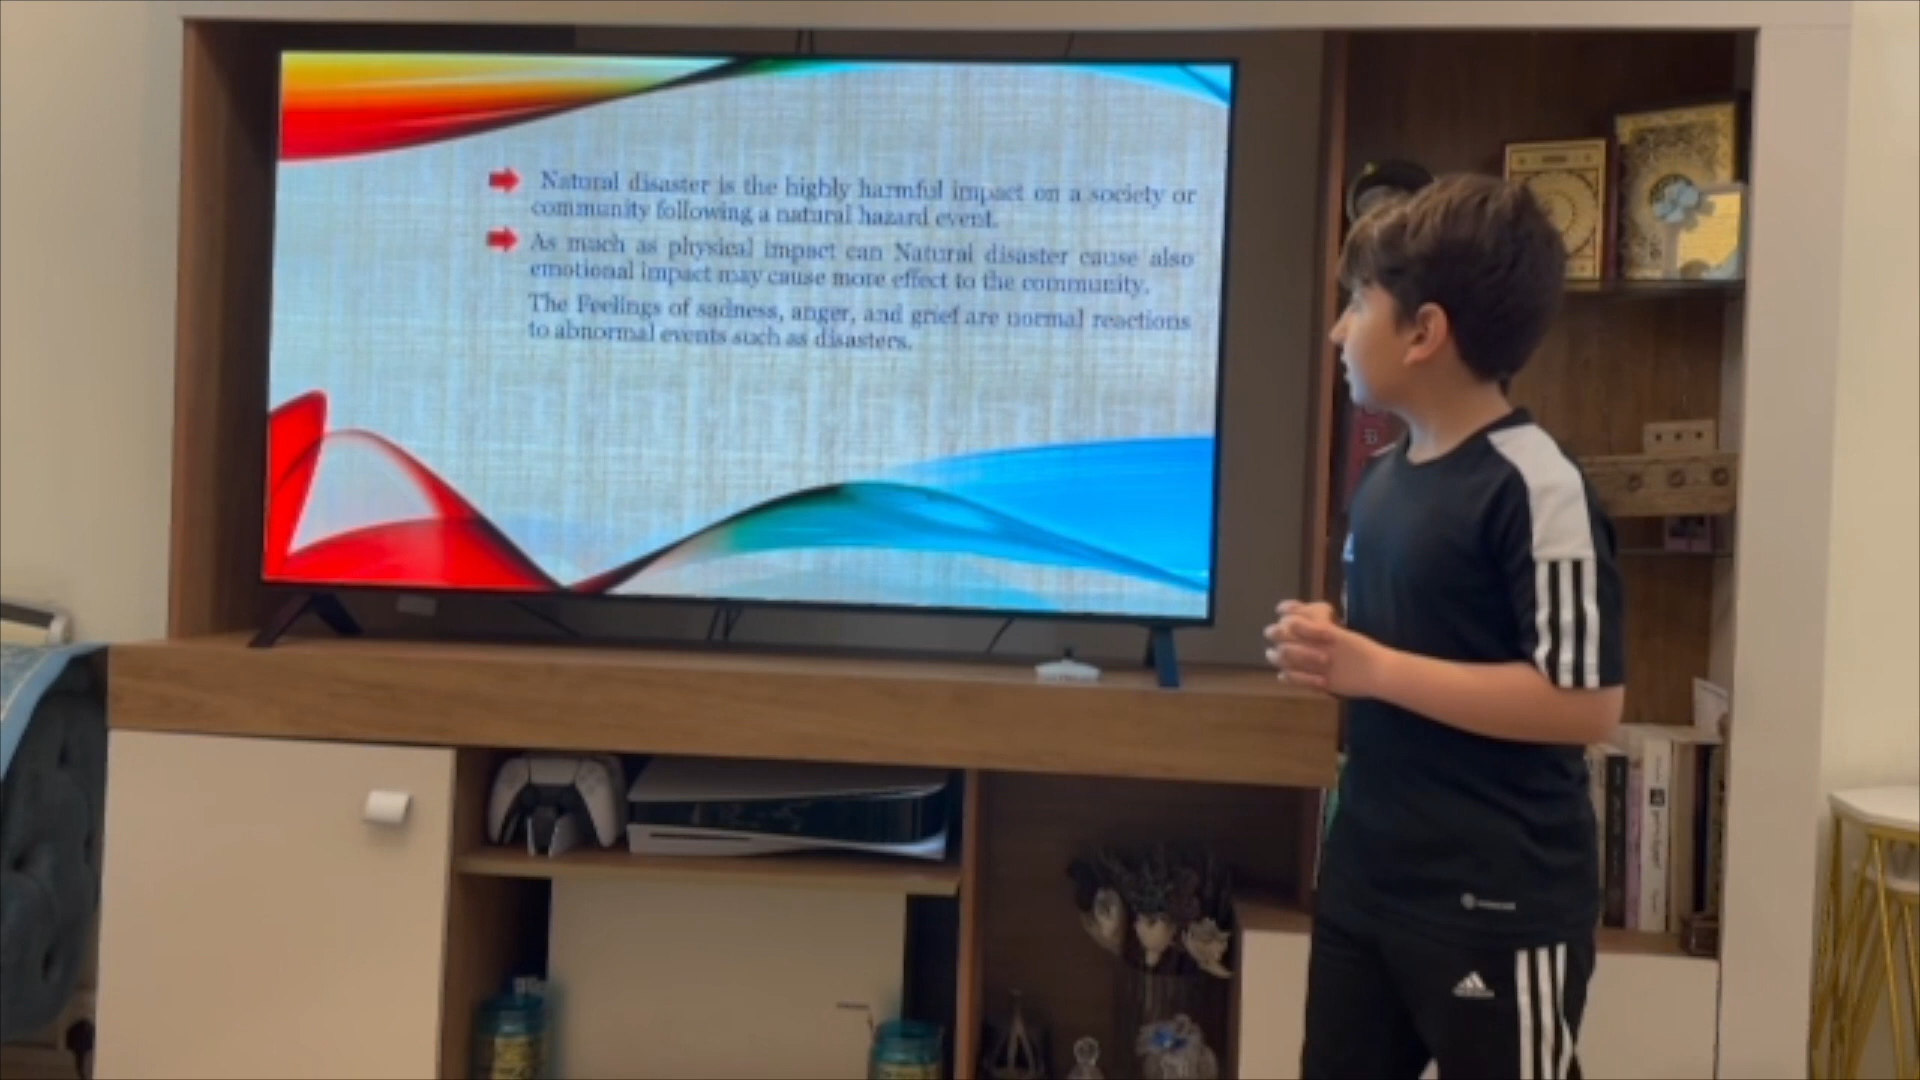 Natural disaster is the highly harmful impact on a society or
community following a natural hazard event.
As much as physical impact can Natural disaster cause also
emotional impact may cause more effect to the community.
The Feelings of sadness, anger, and grief are normal reactions
to abnormal events such as disasters.